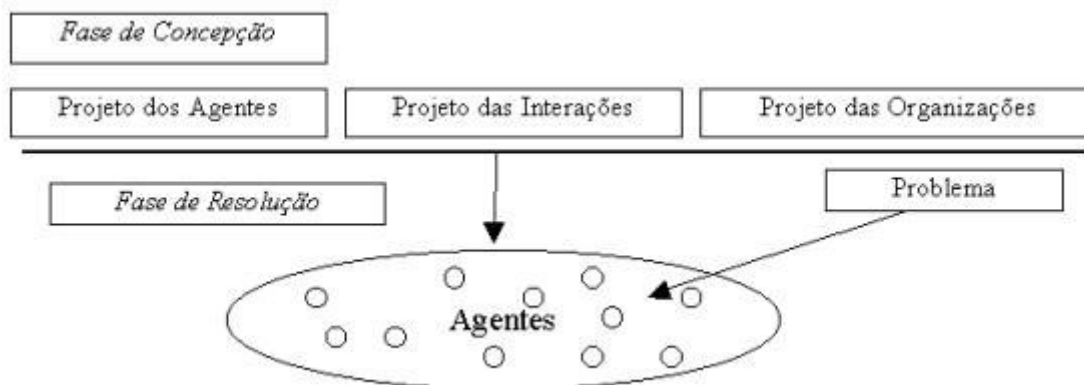 Fase de Concepção
Projeto dos Agentes
Projeto das Interações
Projeto das Organizações
Fase de Resolução
Problema
Agentes